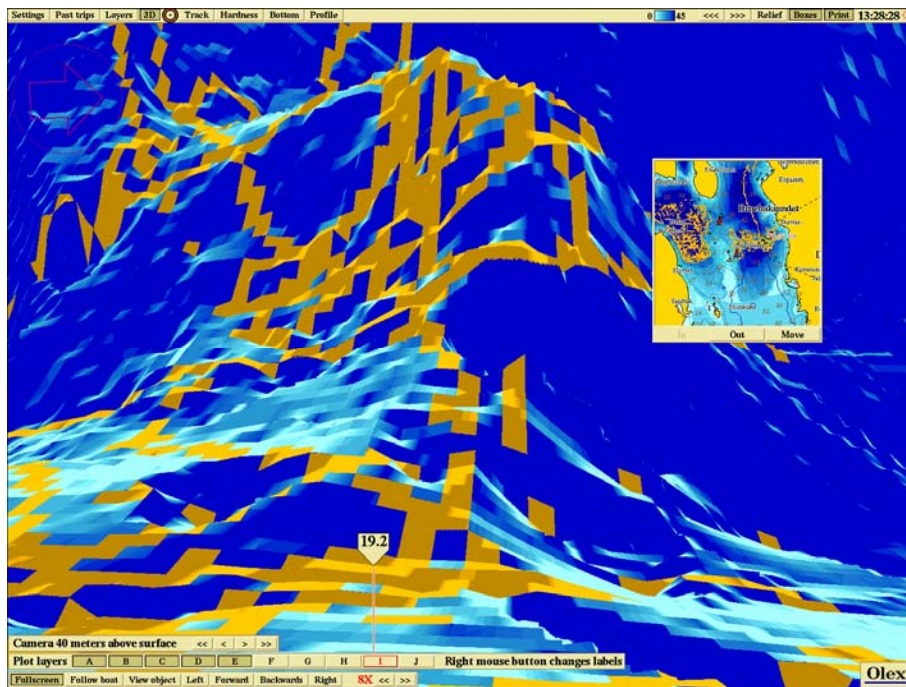 Settings Past trips Layers 3D Track Hardness Bottom Profile 0 48 <<< >>> Relief Boxes Print 13:28:28
Out Move
19.2
Camera 40 meters above surface << < > >>
Plot layers A B C D E F G H I J Right mouse button changes labels
Fullscreen Follow boat View object Left Forward Backwards Right 8X << >>
Olex